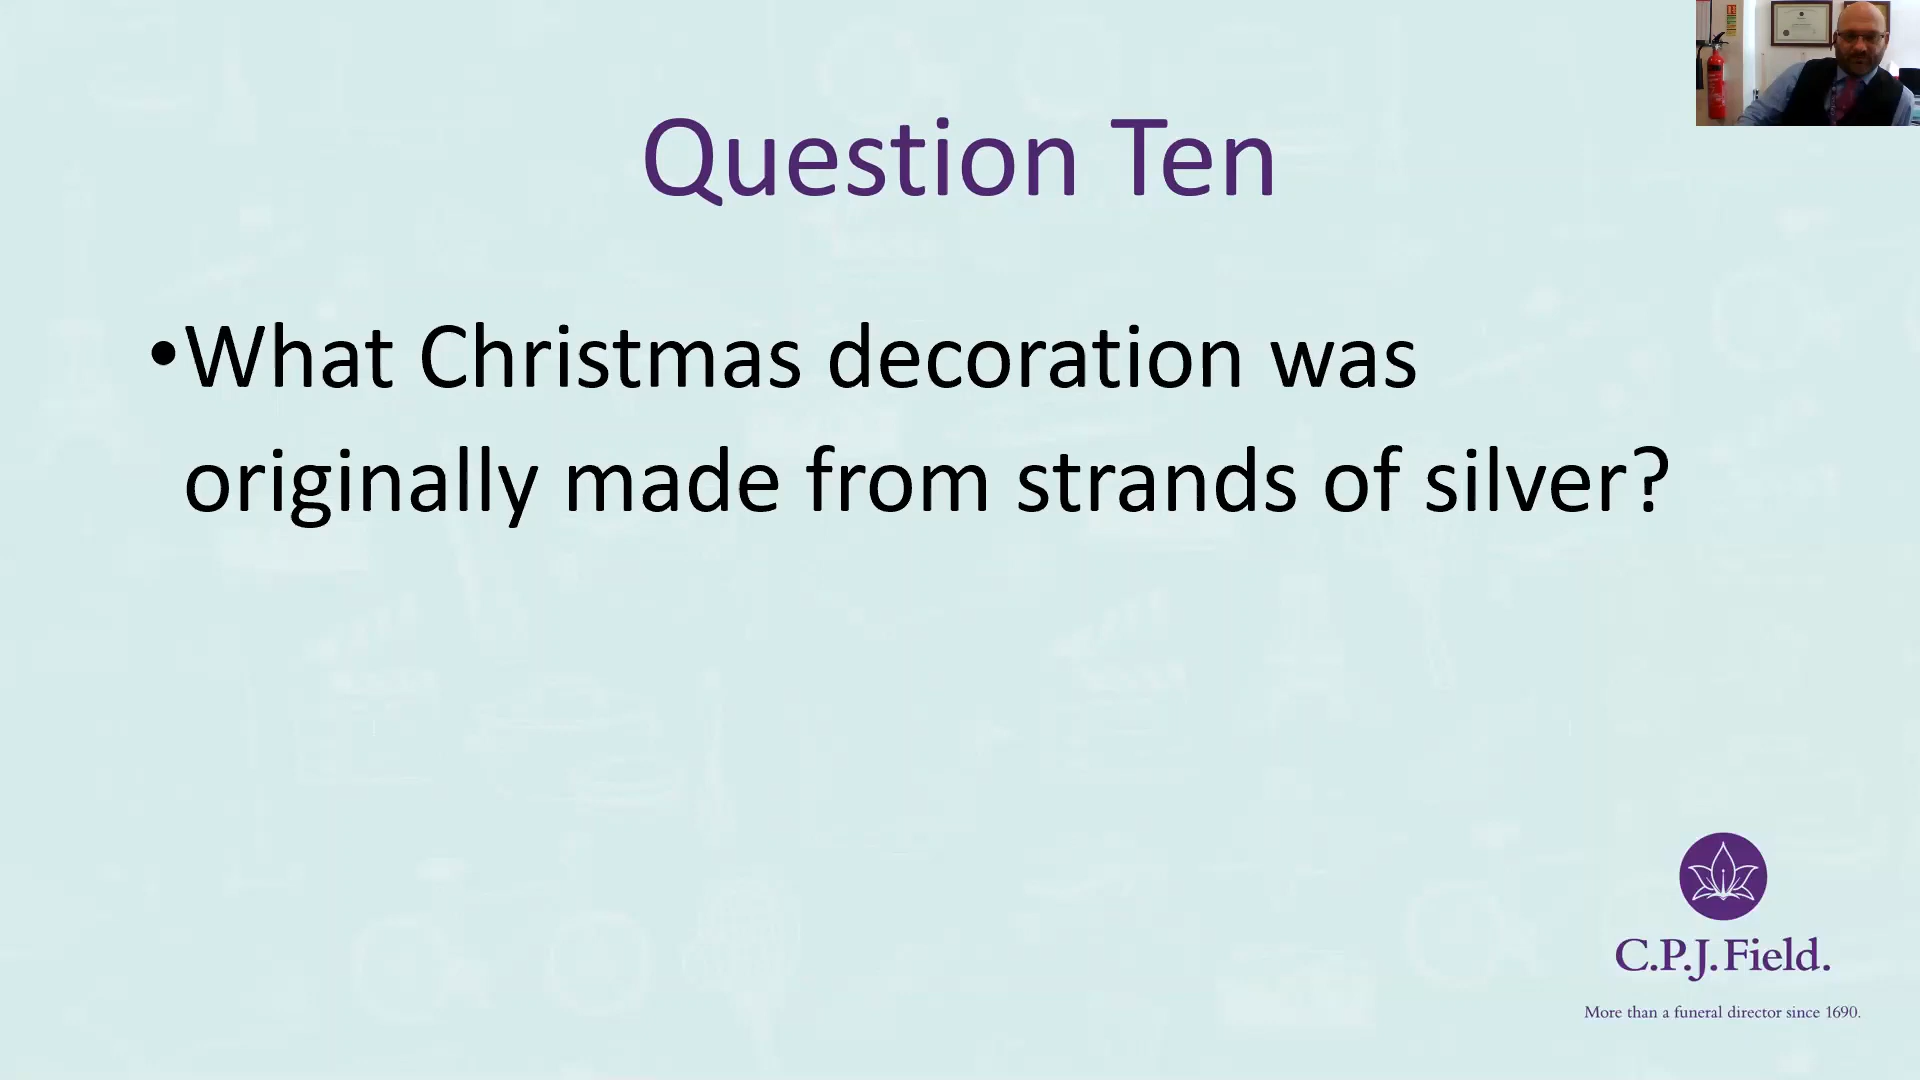 Question Ten
•What Christmas decoration was
originally made from strands of silver?
C.P.J. Field.
More than a funeral director since 1690.